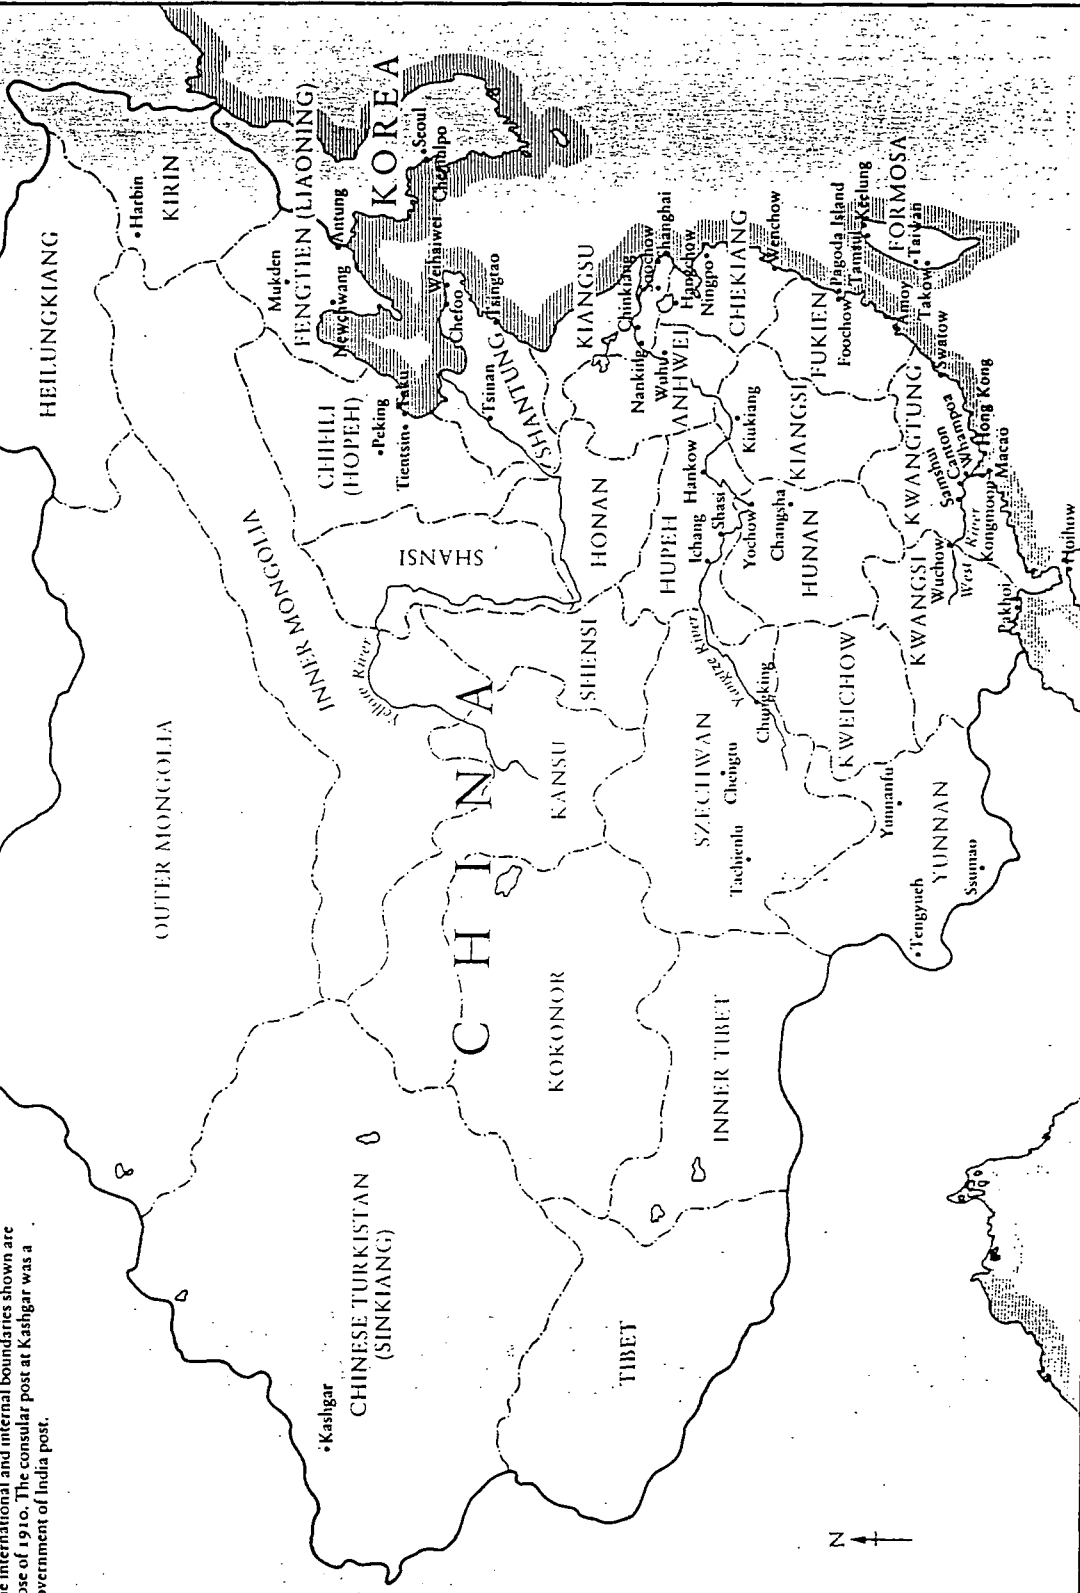 international and internal boundaries shown are
of 1910. The consular post at Kashgar was a
of India post.
HEILUNGKIANG
Harbin
KIRIN
OUTER MONGOLIA
INNER MONGOLIA
Mukden
FENGTIEN (LIAONING)
Newchwang
Antung
KOREA
Seoul
Chemulpo
CHIHLI
(HOPEH)
Peking
Tientsin
Taku
Weihaiwei
Chefoo
Tsingtao
Tsinan
SHANTUNG
SHANSI
Yellow River
CHINA
CHINESE TURKISTAN
(SINKIANG)
Kashgar
KOKONOR
KANSU
SHENSI
HONAN
KIANGSU
Chinkiang
Soochow
Shanghai
Nanking
Wuhu
Hangchow
Ningpo
ANHWEI
CHEKIANG
Wenchow
TIBET
INNER TIBET
SZECHWAN
Tachienlu
Chengtu
Chungking
Yangtze River
HUPEH
Ichang
Shasi
Hankow
Kiukiang
Yochow
Changsha
HUNAN
KIANGSI
FUKIEN
Foochow
Pagoda Island
Tamsui
Keelung
FORMOSA
Taiwan
Takow
Amoy
Swatow
KWEICHOW
Yunnanfu
YUNNAN
Tengyueh
Ssumao
KWANGSI
KWANGTUNG
Wuchow
West River
Samshui
Canton
Whampoa
Hong Kong
Kongmoon
Macao
Pakhoi
Hoihow
N